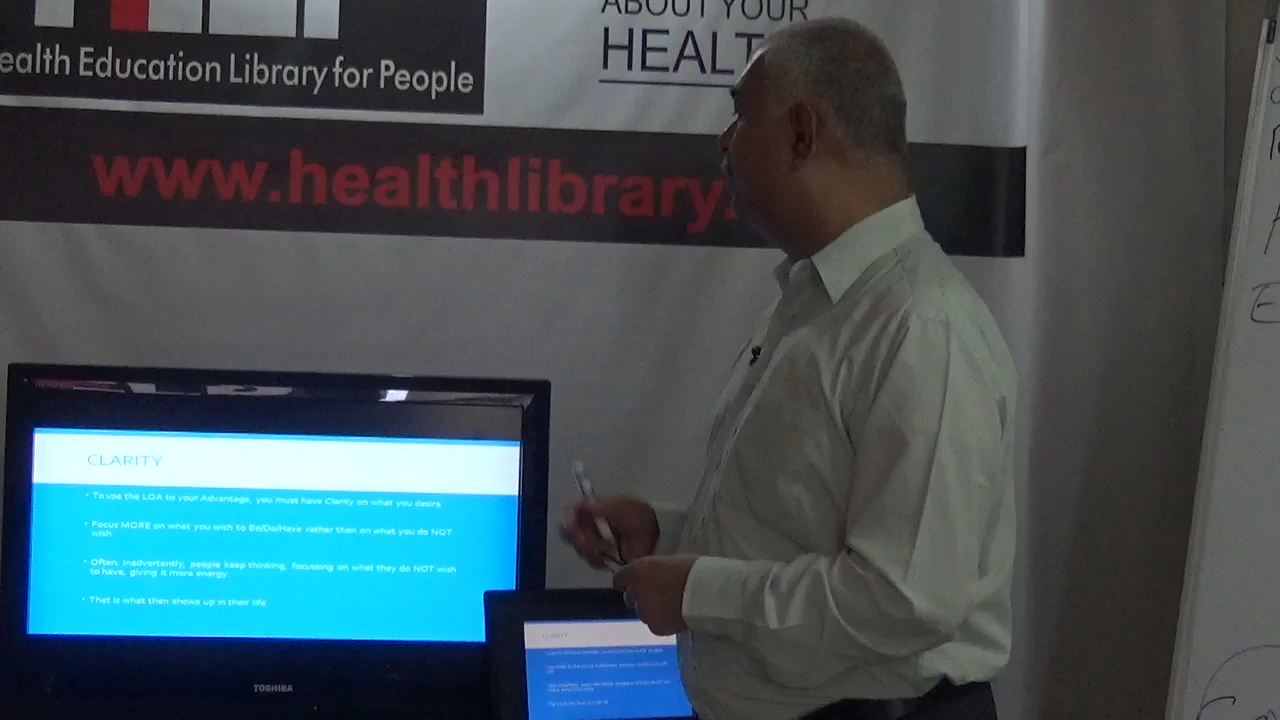 ABOUT YOUR
HEALT
ealth Education Library for People
www.healthlibrary.
CLARITY
• To use the LOA to your Advantage, you must have Clarity on what you desire
• Focus MORE on what you wish to Be/Do/Have rather than on what you do NOT
wish
• Often, inadvertently, people keep thinking, focussing on what they do NOT wish
to have, giving it more energy
• That is what then shows up in their life
TOSHIBA
CLARITY
E